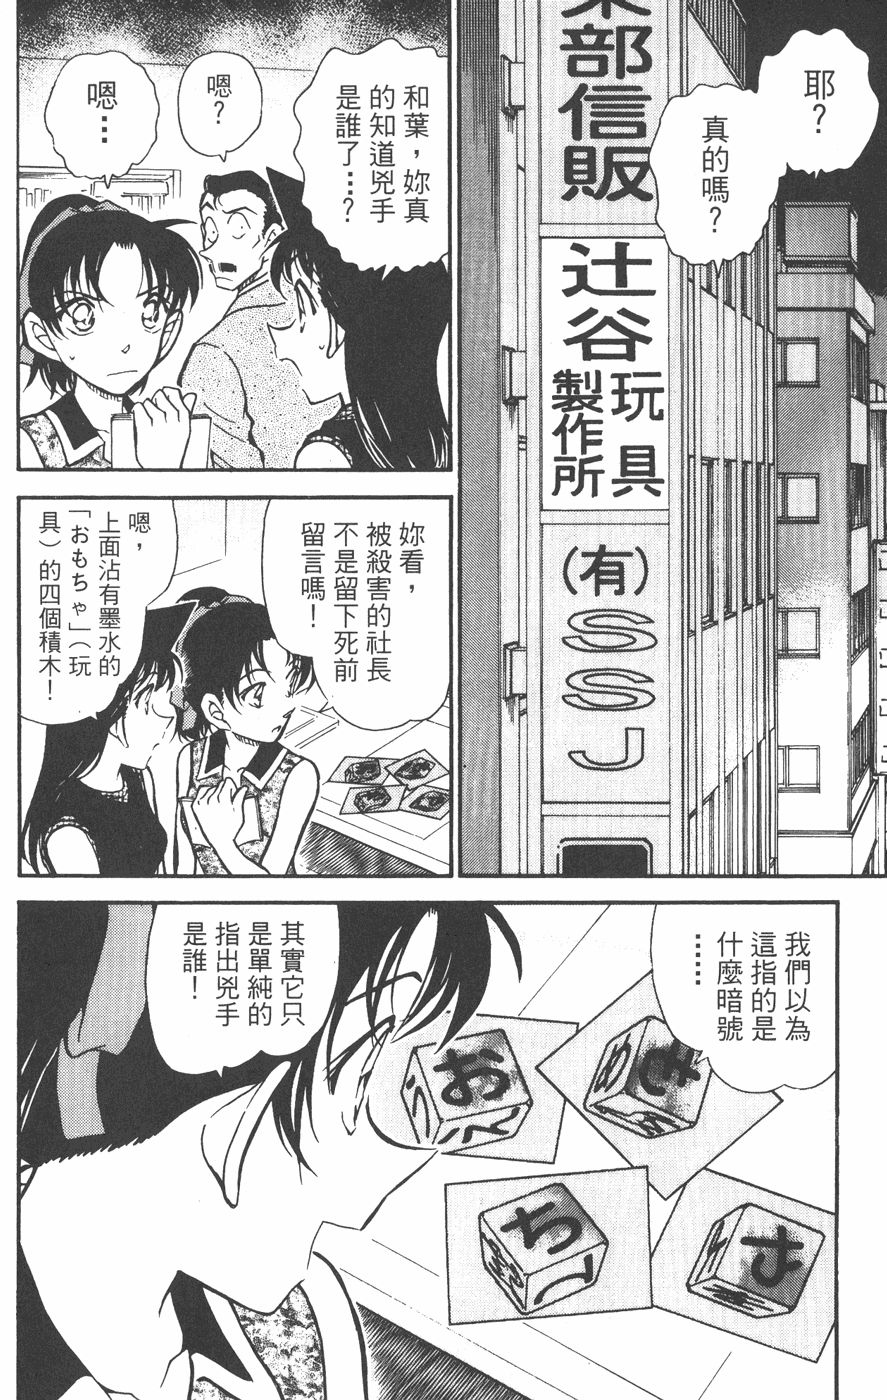 耶？
真的嗎？
東部信販
辻谷
玩具
製作所
(有)SSJ
和葉，妳真
的知道兇手
是誰了…？
嗯？
嗯…
妳看，
被殺害的社長
不是留下死前
留言嗎！
嗯，
上面沾有墨水的
「おもちゃ」（玩
具）的四個積木！
我們以為
這指的是
什麼暗號
……
其實它只
是單純的
指出兇手
是誰！
お
も
ち
や